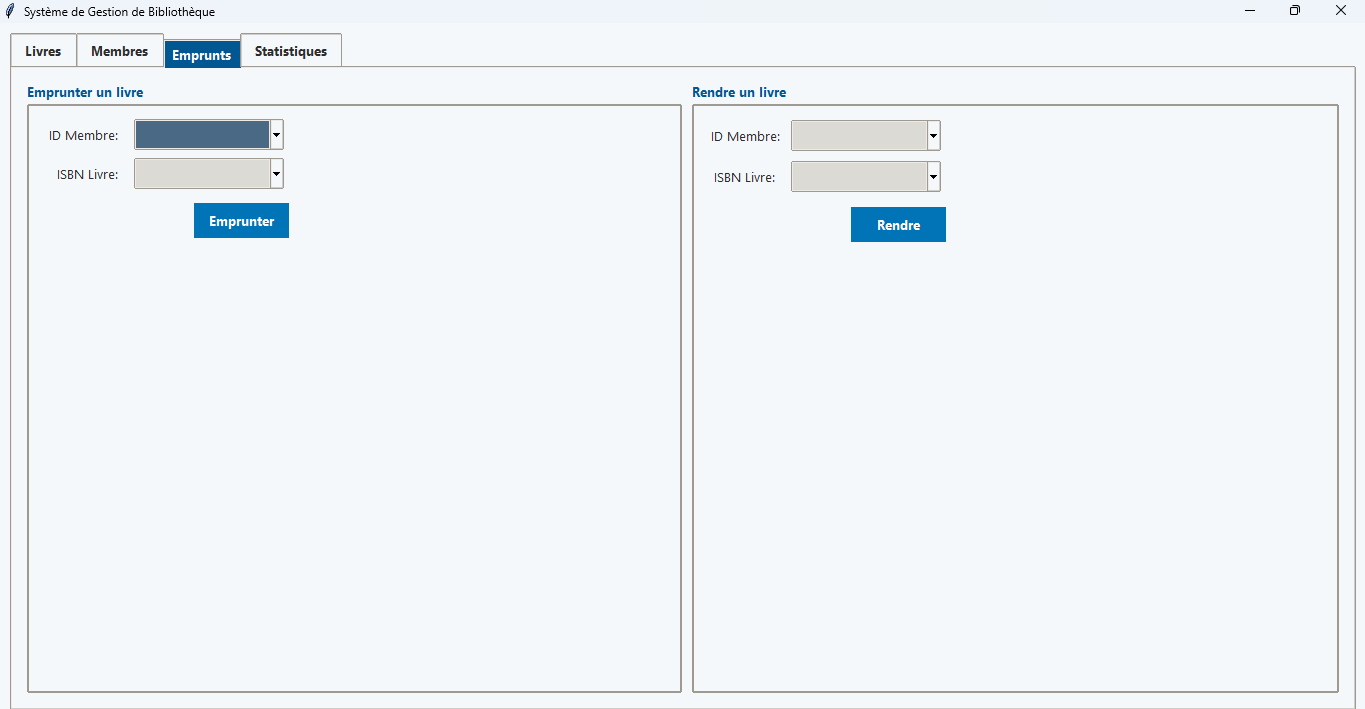 Système de Gestion de Bibliothèque
Livres Membres Emprunts Statistiques
Emprunter un livre
ID Membre:
ISBN Livre:
Emprunter
Rendre un livre
ID Membre:
ISBN Livre:
Rendre